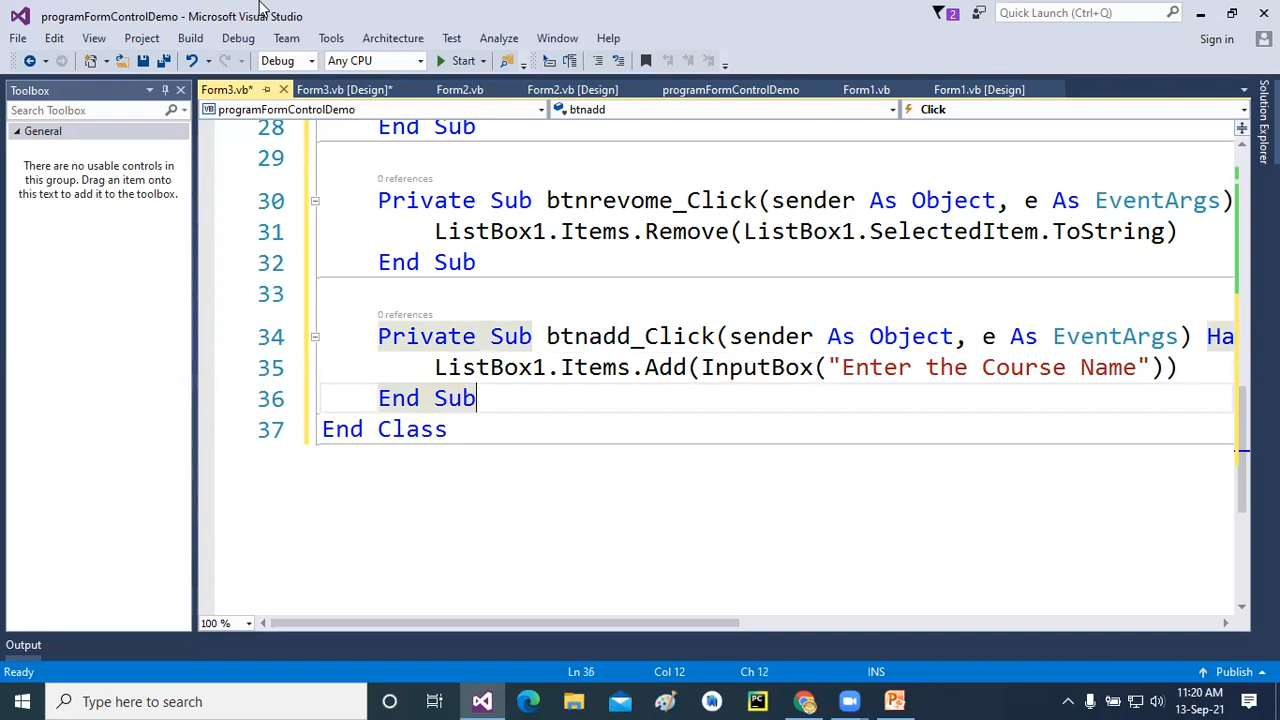 programFormControlDemo - Microsoft Visual Studio
2
Quick Launch (Ctrl+Q)
File Edit View Project Build Debug Team Tools Architecture Test Analyze Window Help
Sign in
Debug Any CPU Start
Toolbox
Form3.vb* Form3.vb [Design]* Form2.vb Form2.vb [Design] programFormControlDemo Form1.vb Form1.vb [Design]
Search Toolbox
programFormControlDemo btnadd Click
General
There are no usable controls in
this group. Drag an item onto
this text to add it to the toolbox.
Solution Explorer
28 End Sub
29
0 references
30 Private Sub btnrevome_Click(sender As Object, e As EventArgs)
31 ListBox1.Items.Remove(ListBox1.SelectedItem.ToString)
32 End Sub
33
0 references
34 Private Sub btnadd_Click(sender As Object, e As EventArgs) Ha
35 ListBox1.Items.Add(InputBox("Enter the Course Name"))
36 End Sub
37 End Class
100 %
Output
Ready Ln 36 Col 12 Ch 12 INS Publish
Type here to search
PC
11:20 AM
13-Sep-21